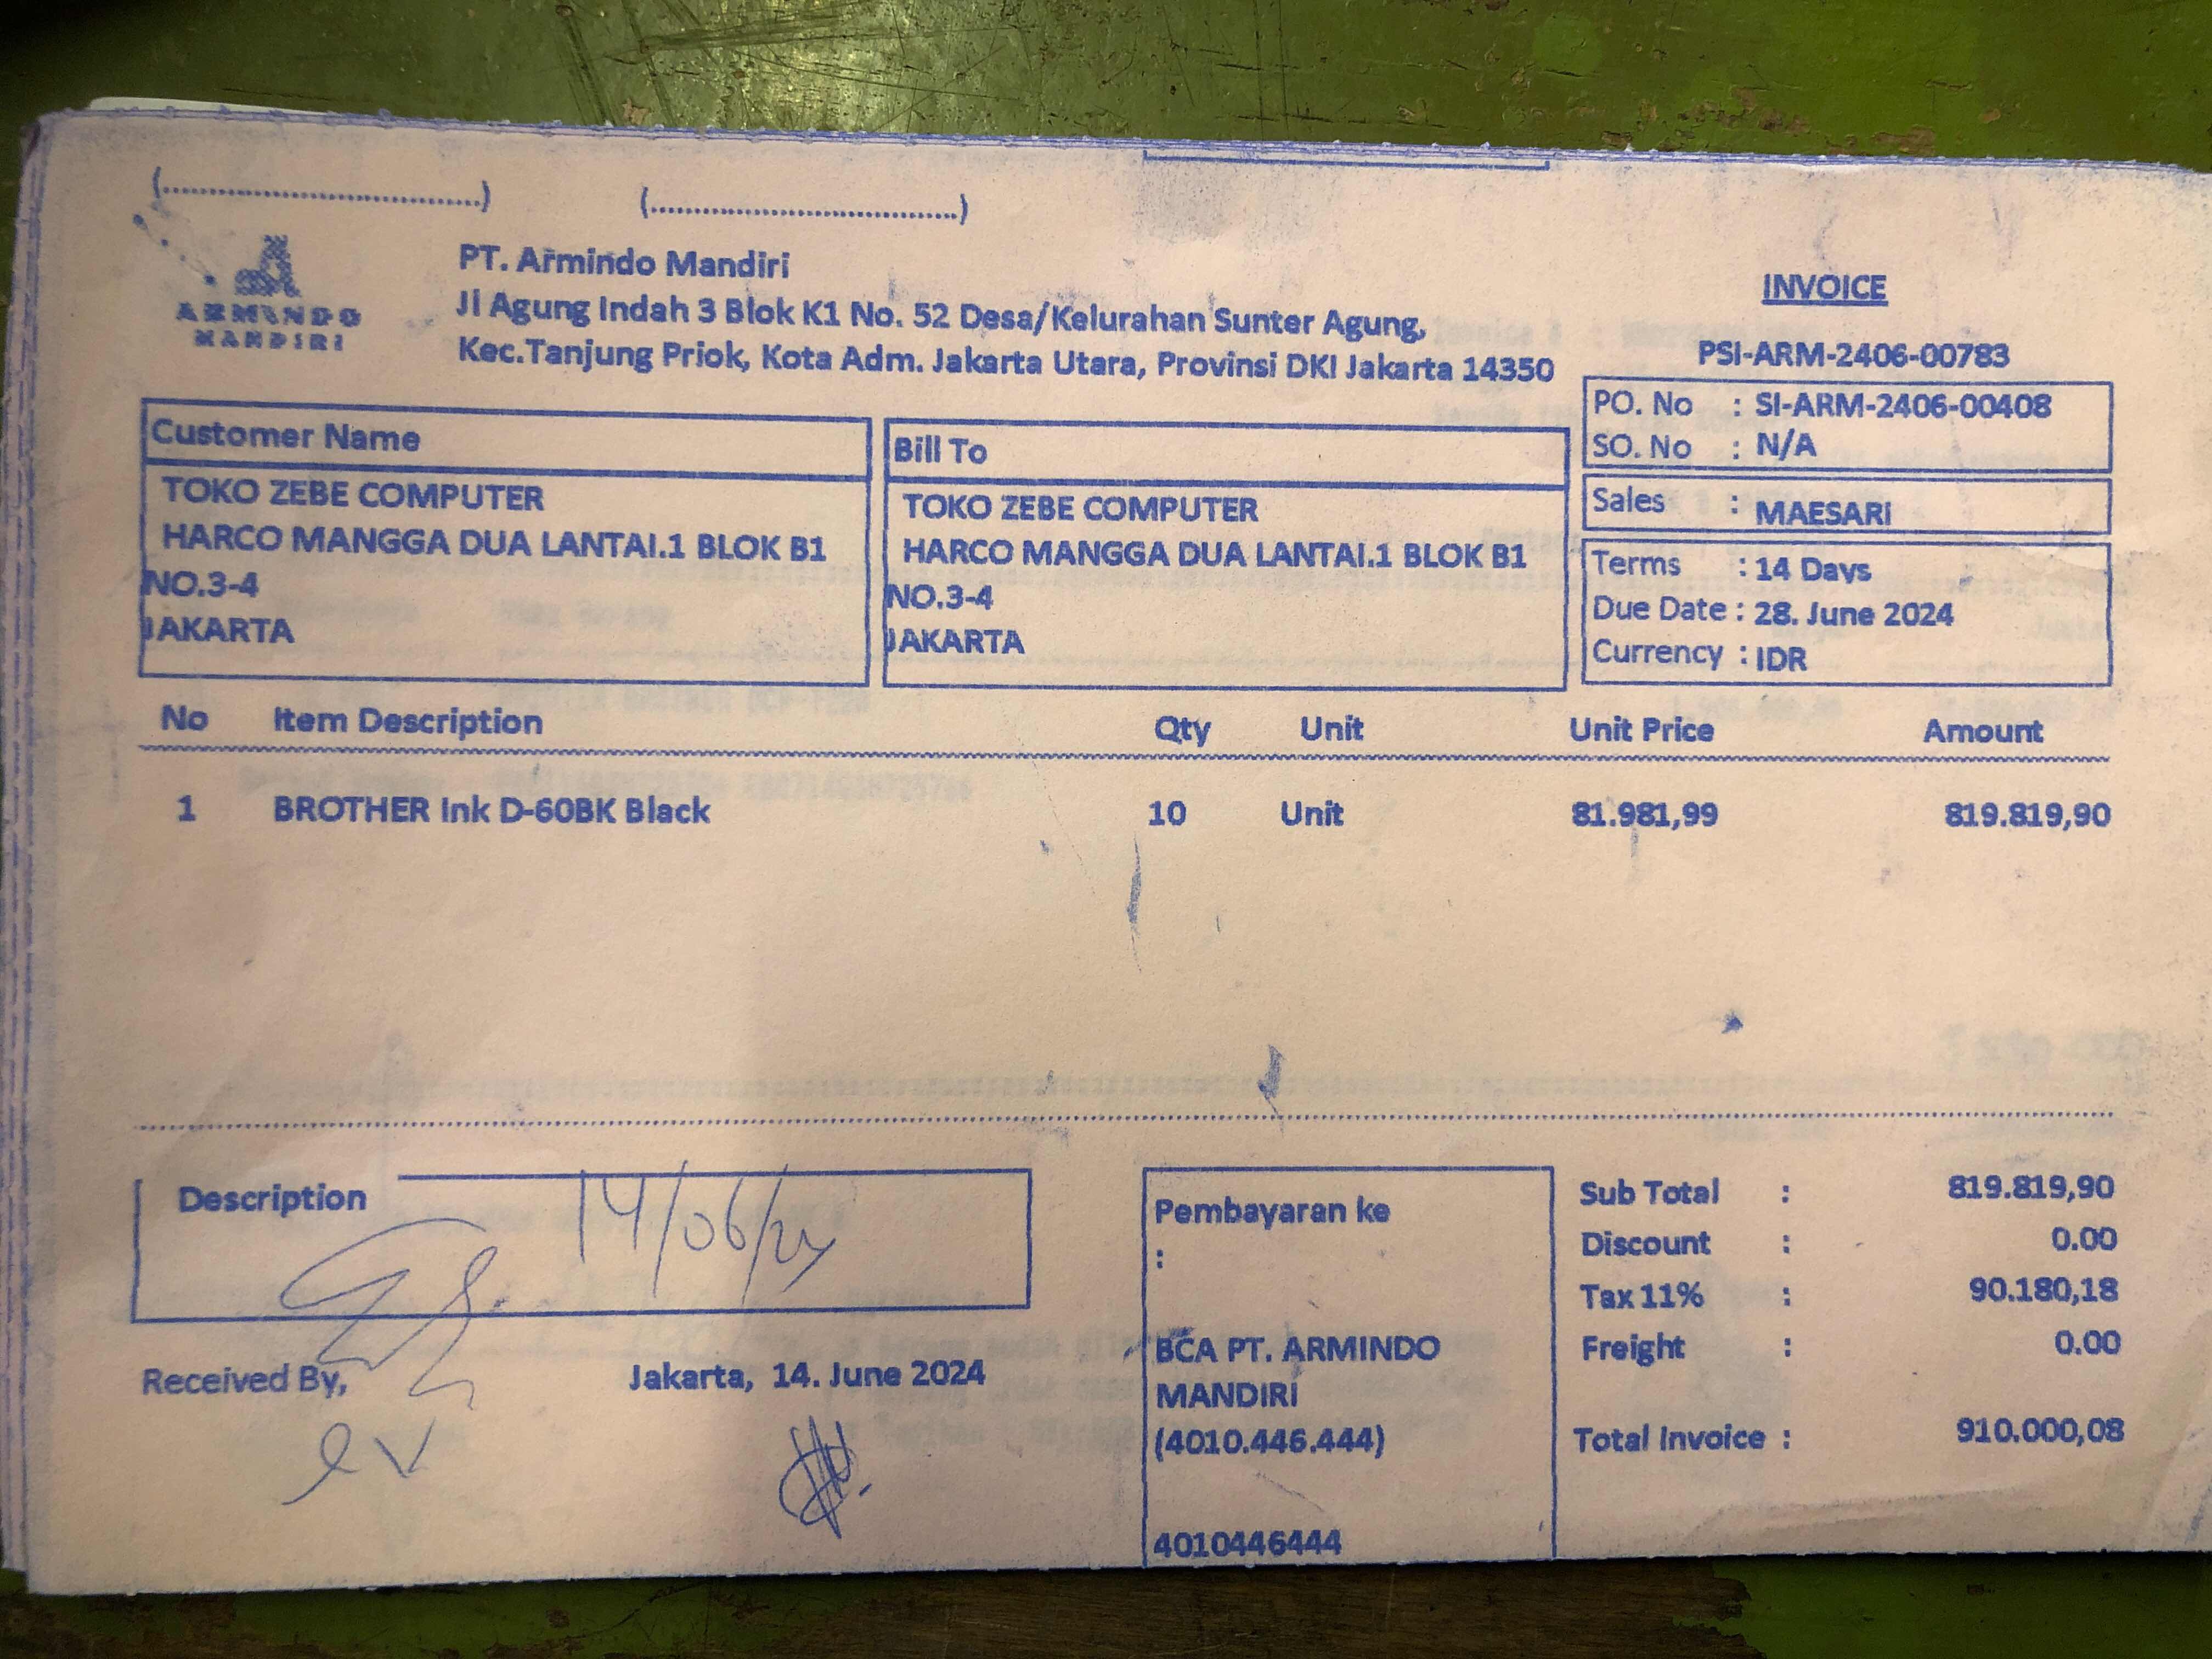 (..................................)
(..................................)
ARMINDO
MANDIRI
PT. Armindo Mandiri
Jl Agung Indah 3 Blok K1 No. 52 Desa/Kelurahan Sunter Agung,
Kec.Tanjung Priok, Kota Adm. Jakarta Utara, Provinsi DKI Jakarta 14350
INVOICE
PSI-ARM-2406-00783
PO. No : SI-ARM-2406-00408
SO. No : N/A
Sales : MAESARI
Terms : 14 Days
Due Date : 28. June 2024
Currency : IDR
Customer Name
TOKO ZEBE COMPUTER
HARCO MANGGA DUA LANTAI.1 BLOK B1
NO.3-4
JAKARTA
Bill To
TOKO ZEBE COMPUTER
HARCO MANGGA DUA LANTAI.1 BLOK B1
NO.3-4
JAKARTA
No Item Description Qty Unit Unit Price Amount
1 BROTHER Ink D-60BK Black 10 Unit 81.981,99 819.819,90
Description
14/06/24
Received By,
Jakarta, 14. June 2024
Pembayaran ke
:
BCA PT. ARMINDO
MANDIRI
(4010.446.444)
4010446444
Sub Total : 819.819,90
Discount : 0.00
Tax 11% : 90.180,18
Freight : 0.00
Total Invoice : 910.000,08